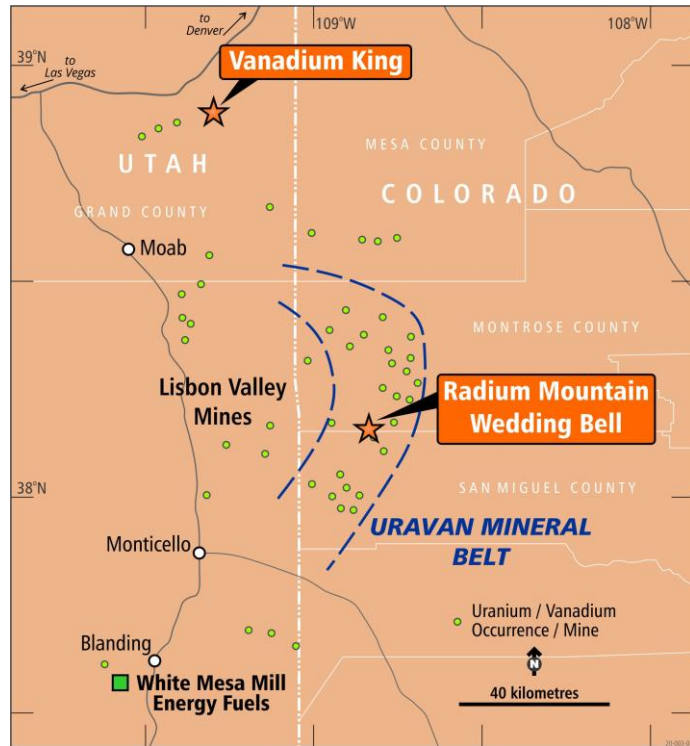 109°W
108°W
to
Denver
39°N
to
Las Vegas
Vanadium King
MESA COUNTY
UTAH
COLORADO
GRAND COUNTY
Moab
MONTROSE COUNTY
Lisbon Valley
Mines
Radium Mountain
Wedding Bell
38°N
SAN MIGUEL COUNTY
URAVAN MINERAL
BELT
Monticello
Uranium / Vanadium
Occurrence / Mine
Blanding
N
White Mesa Mill
Energy Fuels
40 kilometres